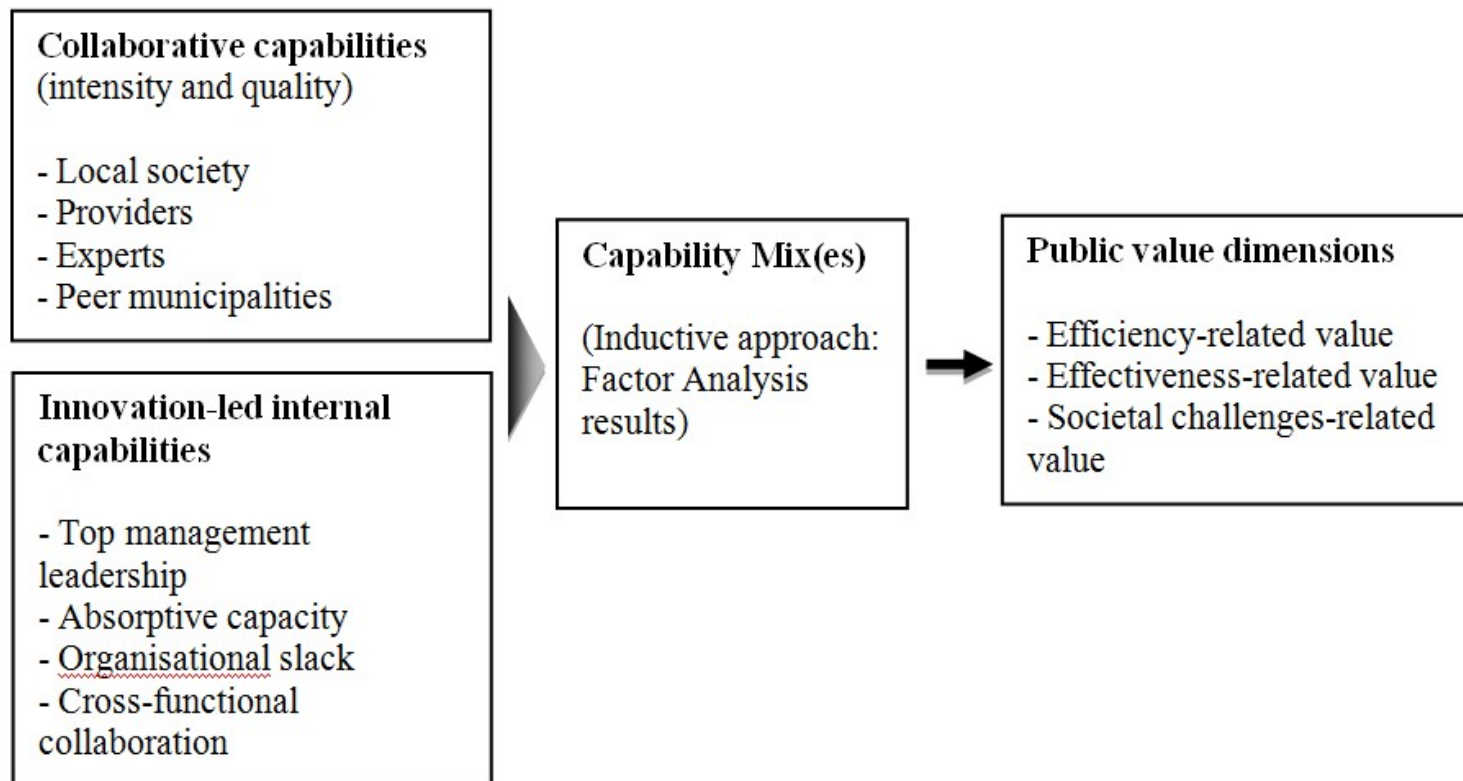 Collaborative capabilities
(intensity and quality)
- Local society
- Providers
- Experts
- Peer municipalities
Innovation-led internal
capabilities
- Top management
leadership
- Absorptive capacity
- Organisational slack
- Cross-functional
collaboration
Capability Mix(es)
(Inductive approach:
Factor Analysis
results)
Public value dimensions
- Efficiency-related value
- Effectiveness-related value
- Societal challenges-related
value